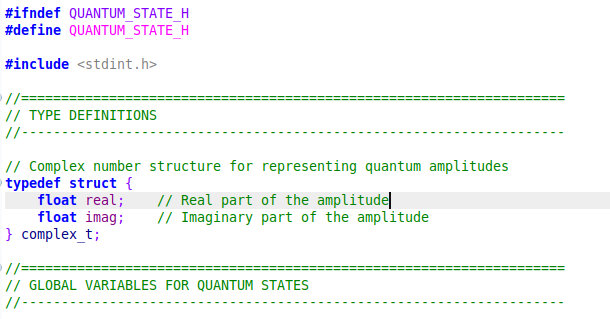 #ifndef QUANTUM_STATE_H
#define QUANTUM_STATE_H
#include <stdint.h>
//====================================================================
// TYPE DEFINITIONS
//--------------------------------------------------------------------
// Complex number structure for representing quantum amplitudes
typedef struct {
    float real;    // Real part of the amplitude
    float imag;    // Imaginary part of the amplitude
} complex_t;
//====================================================================
// GLOBAL VARIABLES FOR QUANTUM STATES
//--------------------------------------------------------------------